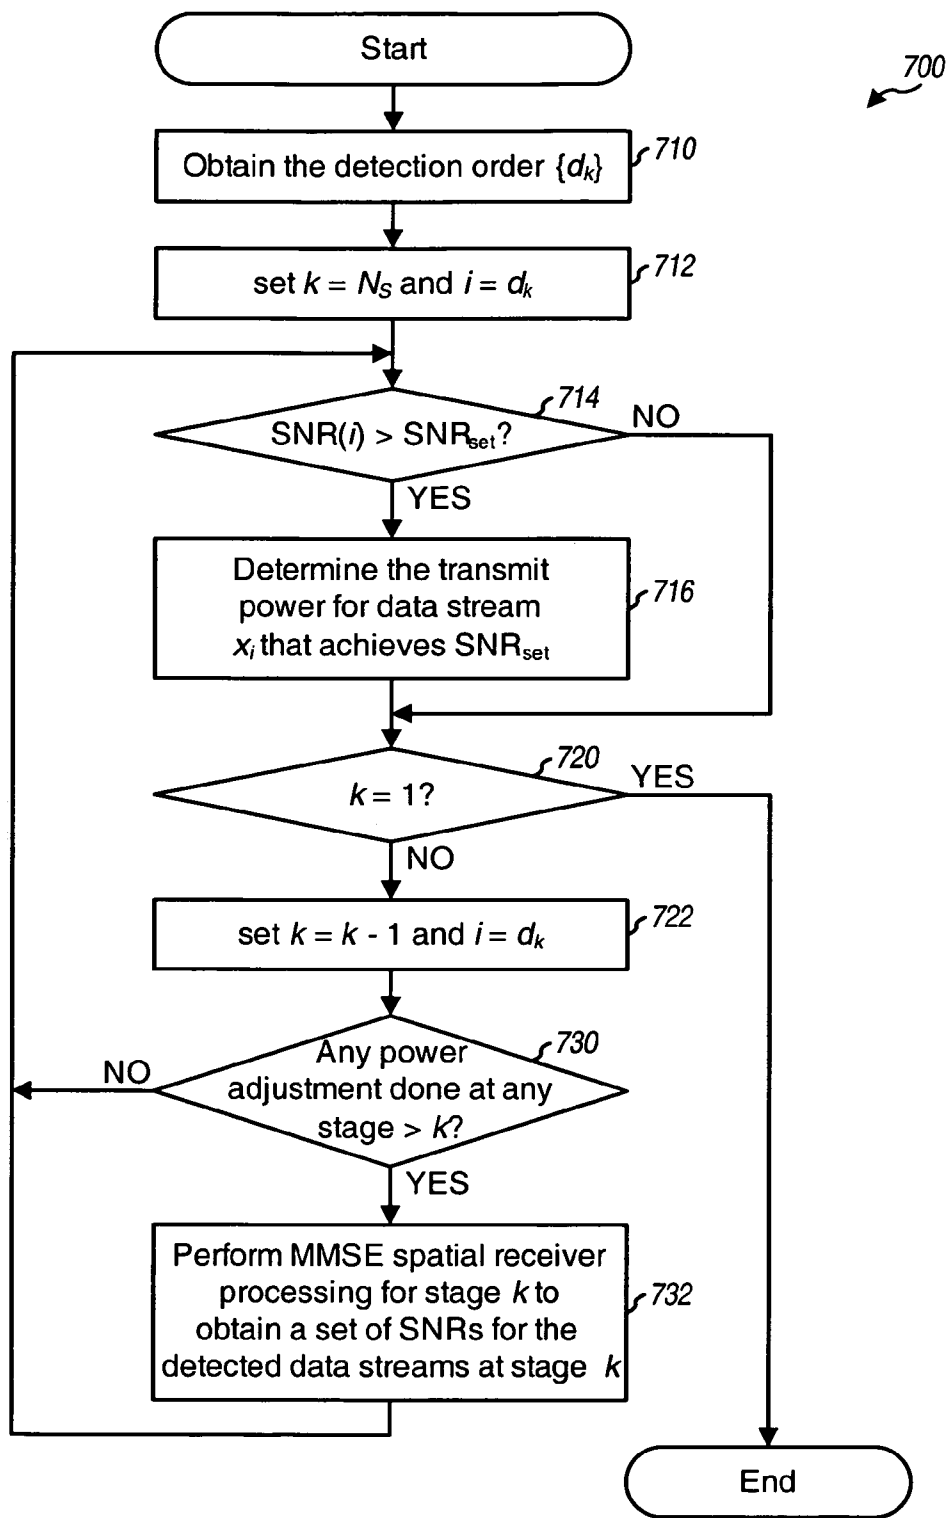 Start
700
Obtain the detection order {dk}
710
set k = NS and i = dk
712
SNR(i) > SNRset?
714
NO
YES
Determine the transmit
power for data stream
xi that achieves SNRset
716
k = 1?
720
YES
NO
set k = k - 1 and i = dk
722
Any power
adjustment done at any
stage > k?
730
NO
YES
Perform MMSE spatial receiver
processing for stage k to
obtain a set of SNRs for the
detected data streams at stage k
732
End